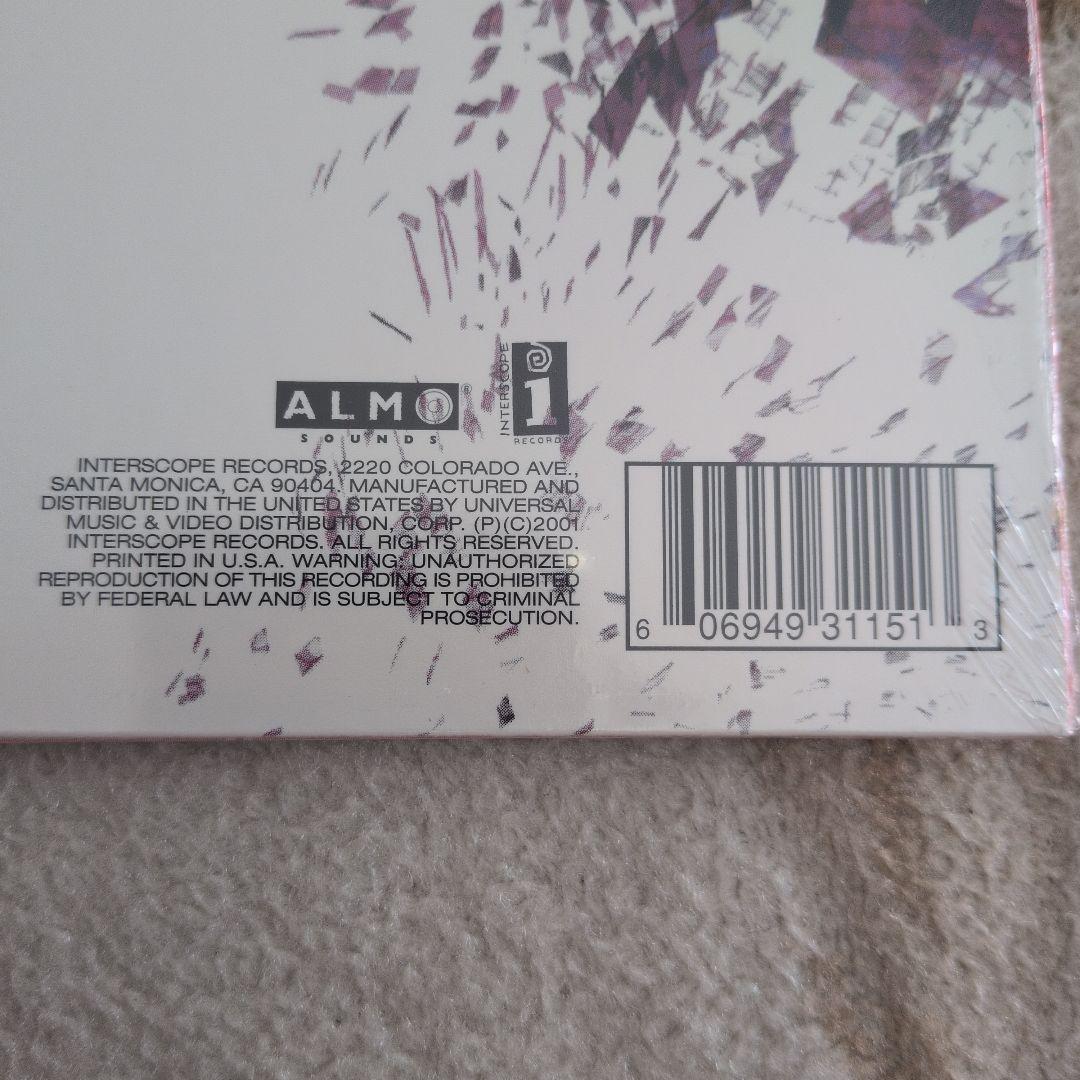 ALMO®
SOUNDS
INTERSCOPE
i
RECORDS
INTERSCOPE RECORDS, 2220 COLORADO AVE.,
SANTA MONICA, CA 90404. MANUFACTURED AND
DISTRIBUTED IN THE UNITED STATES BY UNIVERSAL
MUSIC & VIDEO DISTRIBUTION, CORP. (P)(C)2001
INTERSCOPE RECORDS. ALL RIGHTS RESERVED.
PRINTED IN U.S.A. WARNING: UNAUTHORIZED
REPRODUCTION OF THIS RECORDING IS PROHIBITED
BY FEDERAL LAW AND IS SUBJECT TO CRIMINAL
PROSECUTION.
6 06949 31151 3